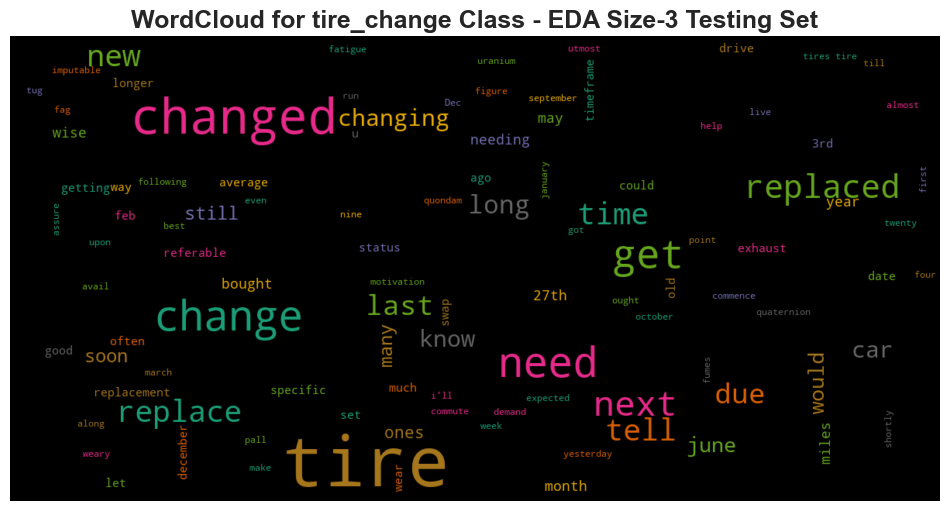 WordCloud for tire_change Class - EDA Size-3 Testing Set
fatigue
utmost
drive
new
uranium
tires tire
till
imputable
longer
timeframe
tug
figure
september
run
Dec
almost
fag
changed
changing
may
live
wise
u
needing
help
3rd
january
first
getting
way
following
average
ago
could
replaced
even
quondam
long
year
assure
feb
still
nine
time
best
got
twenty
upon
referable
status
get
point
exhaust
avail
bought
motivation
27th
old
date
four
last
swap
ought
commence
change
october
quaternion
often
many
know
good
soon
car
march
need
fumes
would
replacement
specific
much
i'll
expected
due
replace
set
commute
demand
next
along
week
tell
shortly
pall
ones
june
miles
weary
december
make
tire
wear
yesterday
let
month